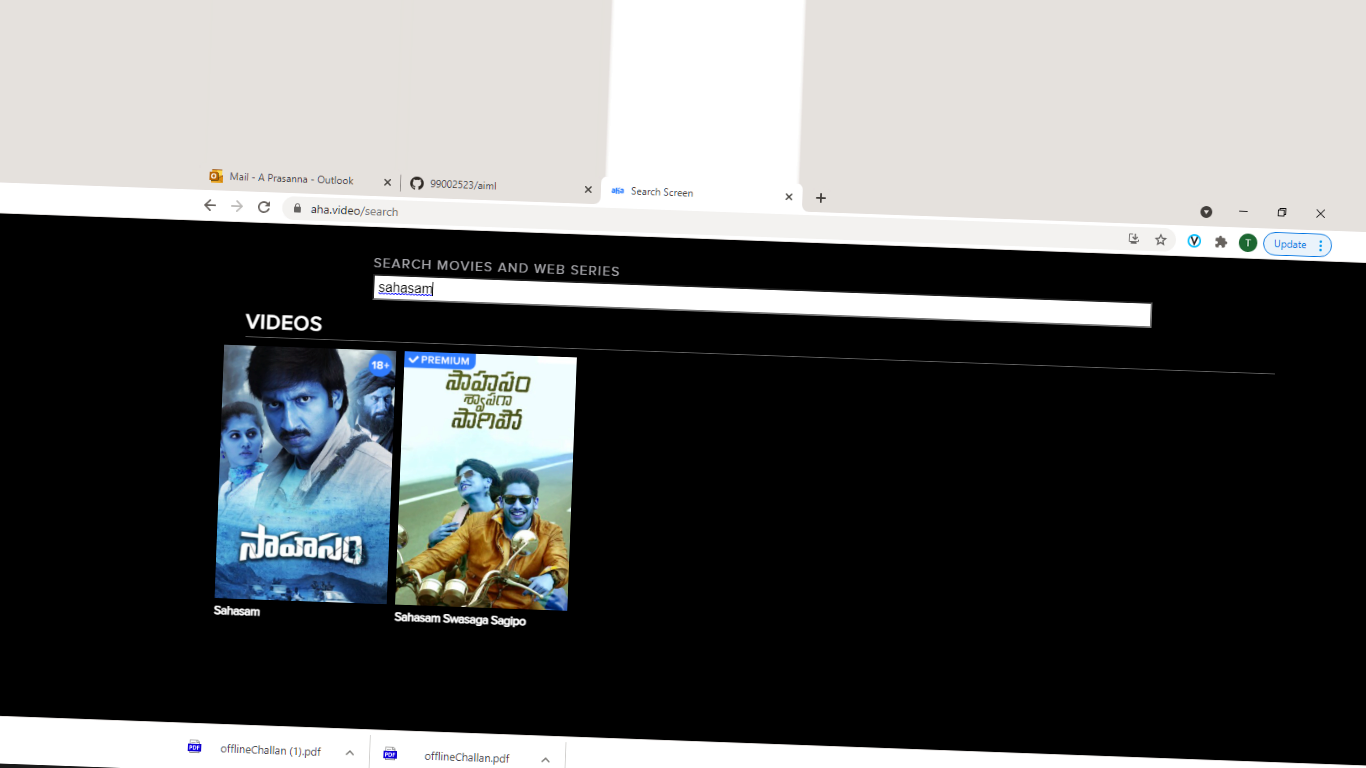 Mail - A Prasanna - Outlook
99002523/aiml
aha
Search Screen
aha.video/search
V
T
Update
SEARCH MOVIES AND WEB SERIES
sahasam
VIDEOS
18+
సాహసం
Sahasam
PREMIUM
సాహసం
శ్వాసగా
సాగిపో
Sahasam Swasaga Sagipo
PDF
offlineChallan (1).pdf
PDF
offlineChallan.pdf